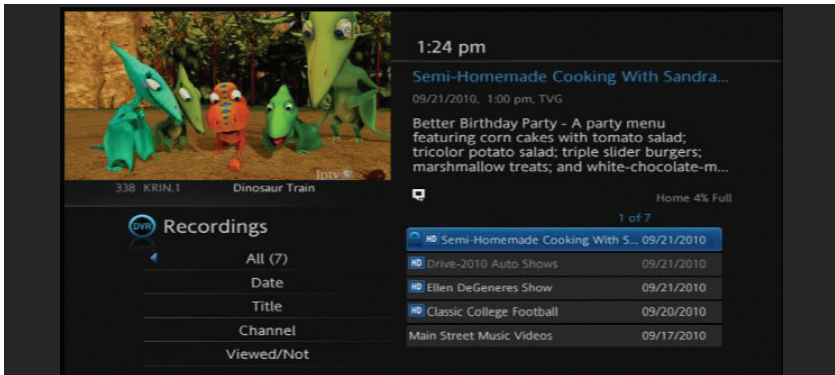 1:24 pm
Semi-Homemade Cooking With Sandra...
09/21/2010, 1:00 pm, TVG
Better Birthday Party - A party menu
featuring corn cakes with tomato salad;
tricolor potato salad; triple slider burgers;
marshmallow treats; and white-chocolate-m...
Iptv
338 KRIN.1 Dinosaur Train
Home 4% Full
1 of 7
DVR Recordings
All (7)
Date
Title
Channel
Viewed/Not
HD Semi-Homemade Cooking With S... 09/21/2010
HD Drive-2010 Auto Shows 09/21/2010
HD Ellen DeGeneres Show 09/21/2010
HD Classic College Football 09/20/2010
Main Street Music Videos 09/17/2010